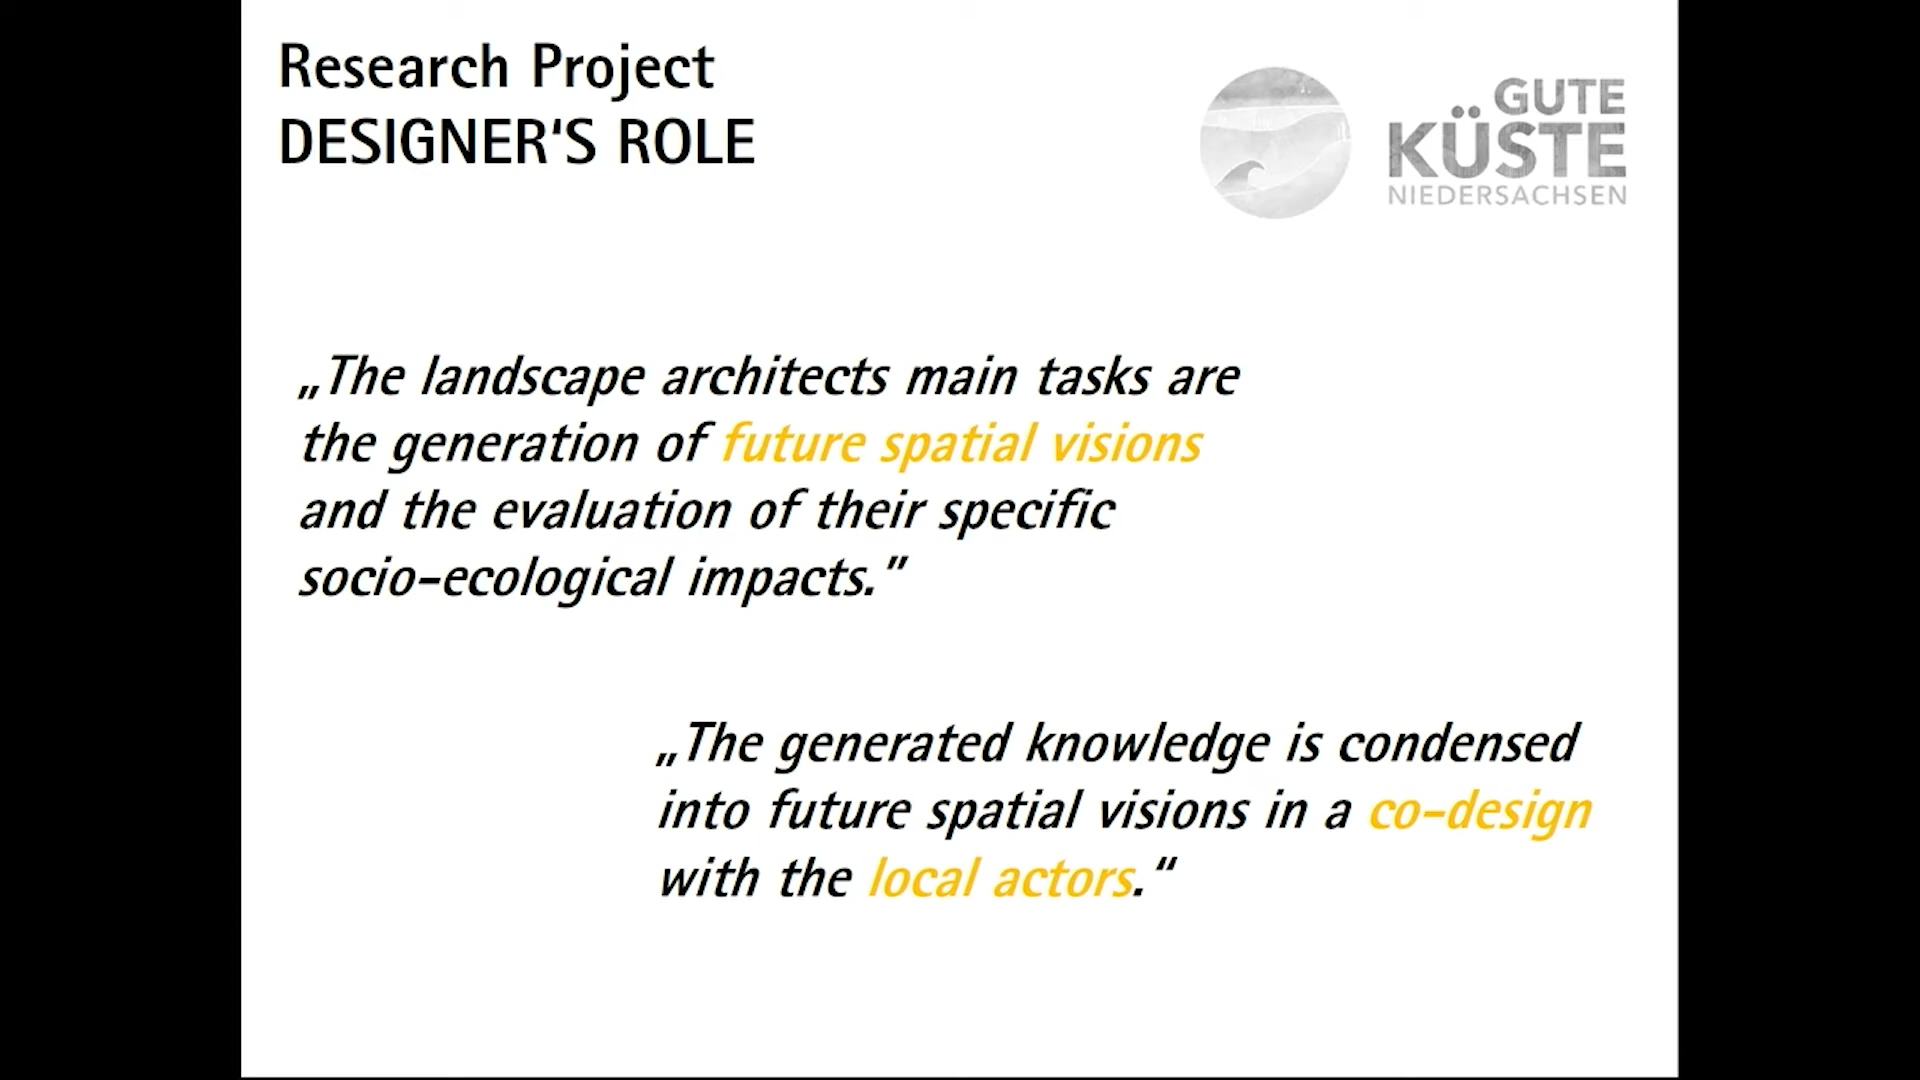 Research Project
DESIGNER‘S ROLE
GUTE
KÜSTE
NIEDERSACHSEN
„The landscape architects main tasks are
the generation of future spatial visions
and the evaluation of their specific
socio-ecological impacts.”
„The generated knowledge is condensed
into future spatial visions in a co-design
with the local actors.“